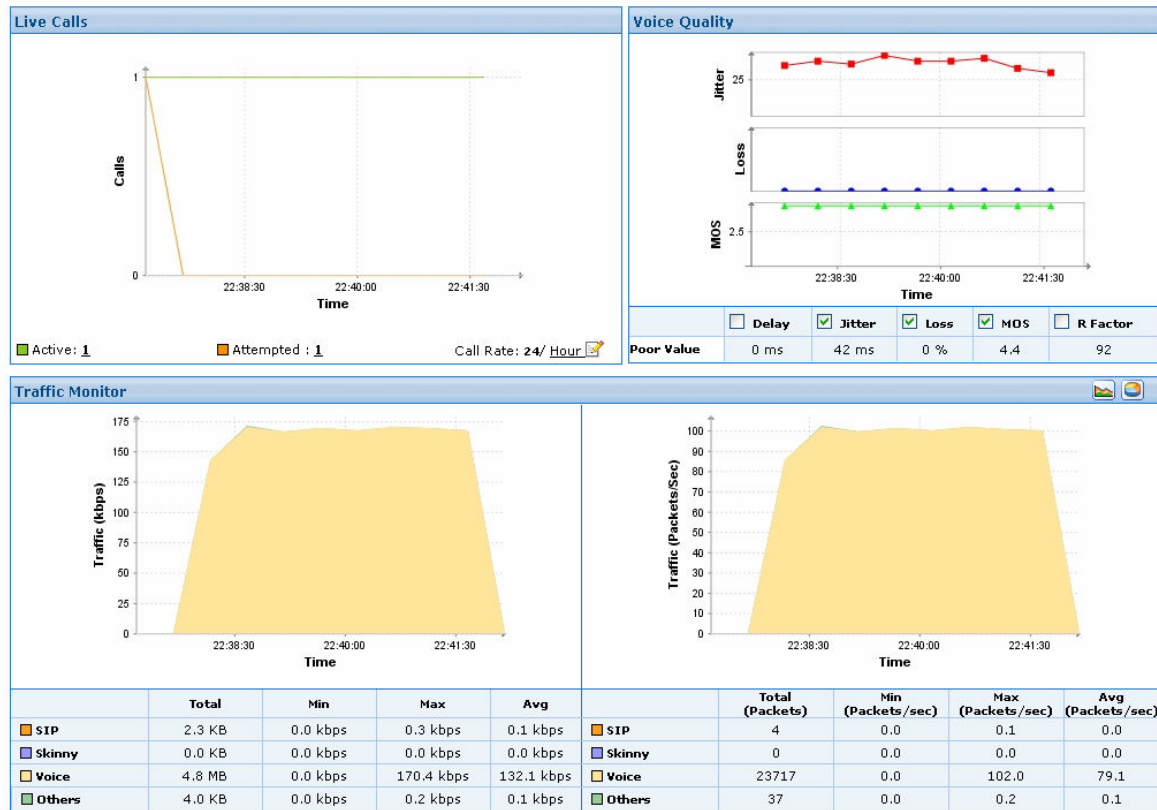 Live Calls
1
0
Calls
22:38:30
22:40:00
22:41:30
Time
Active: 1
Attempted : 1
Call Rate: 24/ Hour
Voice Quality
Jitter
25
Loss
MOS
2.5
22:38:30
22:40:00
22:41:30
Time
Delay Jitter Loss MOS R Factor
Poor Value 0 ms 42 ms 0 % 4.4 92
Traffic Monitor
175
150
125
100
75
50
25
0
Traffic (kbps)
22:38:30
22:40:00
22:41:30
Time
100
90
80
70
60
50
40
30
20
10
0
Traffic (Packets/Sec)
22:38:30
22:40:00
22:41:30
Time
Total Min Max Avg
SIP 2.3 KB 0.0 kbps 0.3 kbps 0.1 kbps
Skinny 0.0 KB 0.0 kbps 0.0 kbps 0.0 kbps
Voice 4.8 MB 0.0 kbps 170.4 kbps 132.1 kbps
Others 4.0 KB 0.0 kbps 0.2 kbps 0.1 kbps
Total Min Max Avg
(Packets) (Packets/sec) (Packets/sec) (Packets/sec)
SIP 4 0.0 0.1 0.0
Skinny 0 0.0 0.0 0.0
Voice 23717 0.0 102.0 79.1
Others 37 0.0 0.2 0.1